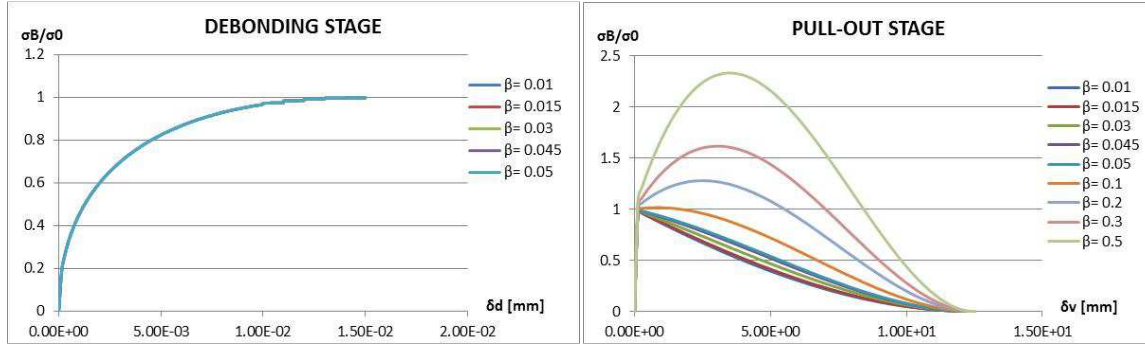 DEBONDING STAGE
σB/σ0
1.2
1
0.8
0.6
0.4
0.2
0
0.00E+00 5.00E-03 1.00E-02 1.50E-02 2.00E-02
δd [mm]
β= 0.01
β= 0.015
β= 0.03
β= 0.045
β= 0.05
PULL-OUT STAGE
σB/σ0
2.5
2
1.5
1
0.5
0
0.00E+00 5.00E+00 1.00E+01 1.50E+01
δv [mm]
β= 0.01
β= 0.015
β= 0.03
β= 0.045
β= 0.05
β= 0.1
β= 0.2
β= 0.3
β= 0.5